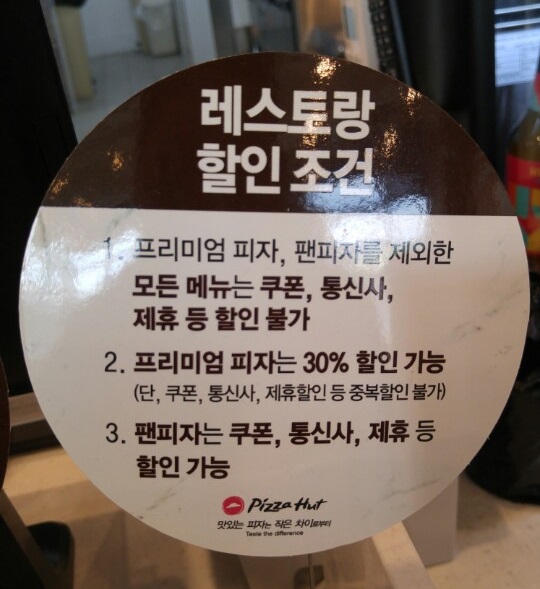 레스토랑
할인 조건
1. 프리미엄 피자, 팬피자를 제외한
모든 메뉴는 쿠폰, 통신사,
제휴 등 할인 불가
2. 프리미엄 피자는 30% 할인 가능
(단, 쿠폰, 통신사, 제휴할인 등 중복할인 불가)
3. 팬피자는 쿠폰, 통신사, 제휴 등
할인 가능
Pizza Hut
맛있는 피자는 작은 차이로부터
Taste the difference